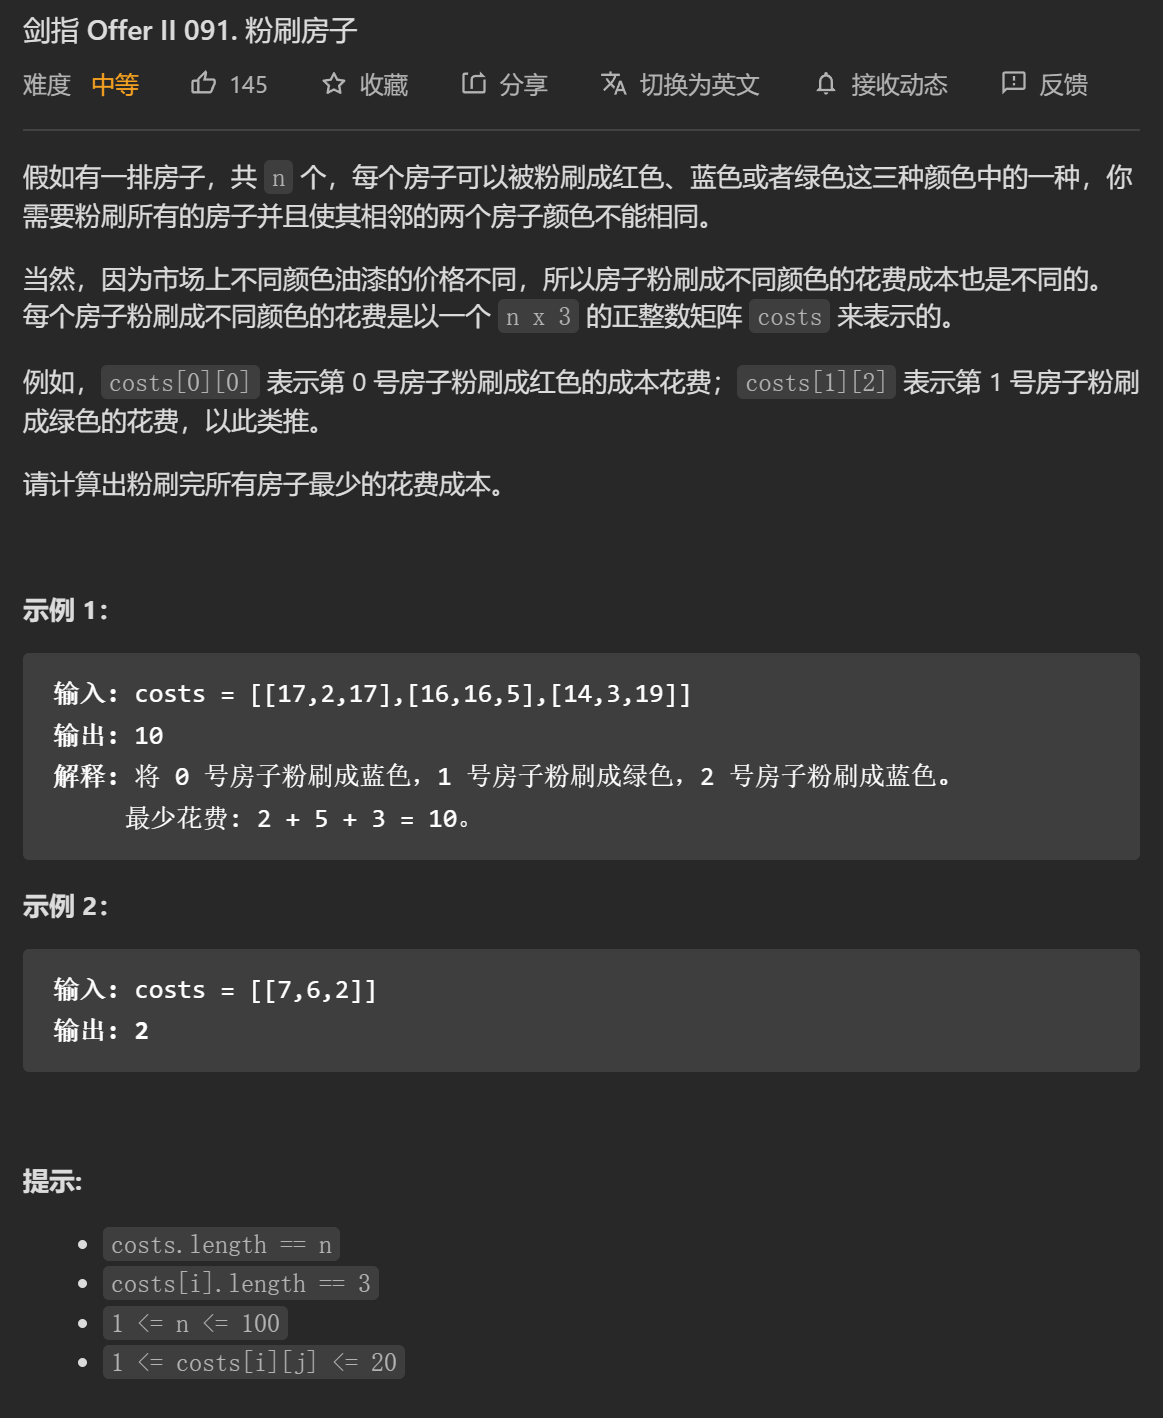 剑指 Offer II 091. 粉刷房子
难度 中等 145 收藏 分享 切换为英文 接收动态 反馈
假如有一排房子，共 n 个，每个房子可以被粉刷成红色、蓝色或者绿色这三种颜色中的一种，你
需要粉刷所有的房子并且使其相邻的两个房子颜色不能相同。
当然，因为市场上不同颜色油漆的价格不同，所以房子粉刷成不同颜色的花费成本也是不同的。
每个房子粉刷成不同颜色的花费是以一个 n x 3 的正整数矩阵 costs 来表示的。
例如，costs[0][0] 表示第 0 号房子粉刷成红色的成本花费；costs[1][2] 表示第 1 号房子粉刷
成绿色的花费，以此类推。
请计算出粉刷完所有房子最少的花费成本。
示例 1：
输入: costs = [[17,2,17],[16,16,5],[14,3,19]]
输出: 10
解释: 将 0 号房子粉刷成蓝色，1 号房子粉刷成绿色，2 号房子粉刷成蓝色。
最少花费: 2 + 5 + 3 = 10。
示例 2：
输入: costs = [[7,6,2]]
输出: 2
提示:
• costs.length == n
• costs[i].length == 3
• 1 <= n <= 100
• 1 <= costs[i][j] <= 20